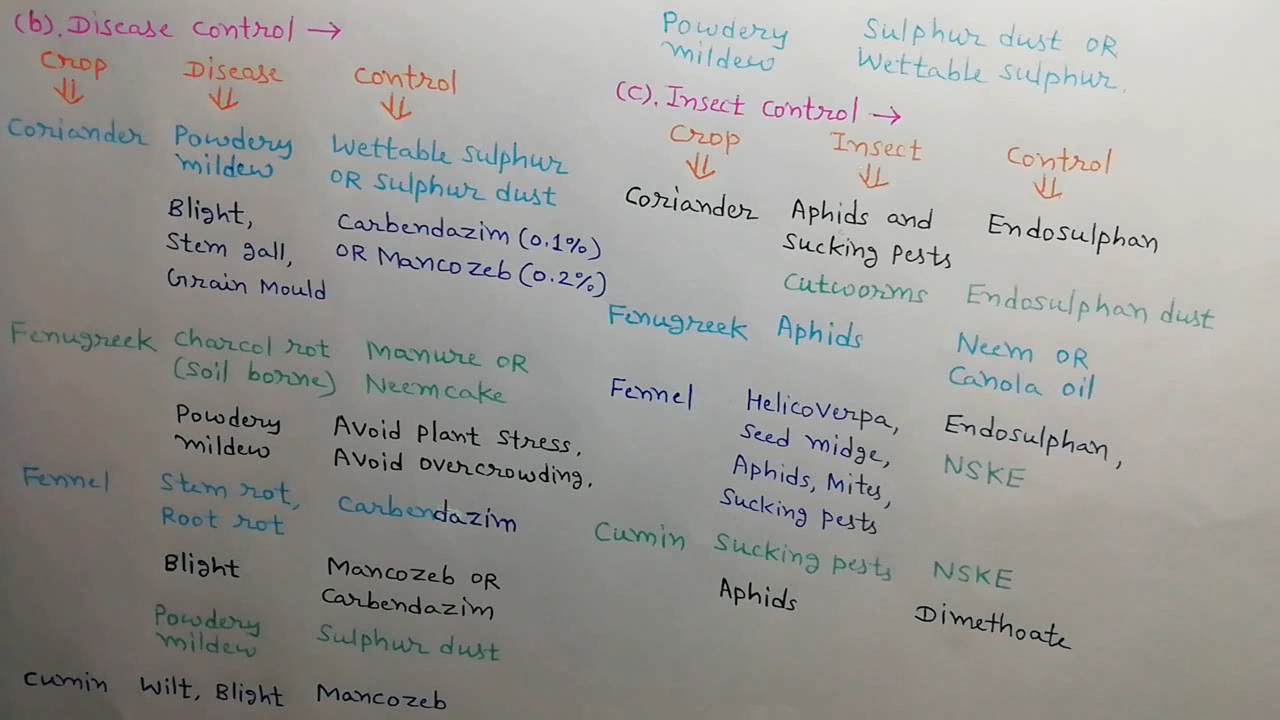 (b). Disease control →
Crop Disease Control
Coriander Powdery Wettable sulphur
mildew OR Sulphur dust
Blight, Carbendazim (0.1%)
Stem gall, OR Mancozeb (0.2%)
Grain Mould
Fenugreek Charcol rot Manure OR
(soil borne) Neemcake
Powdery Avoid plant stress,
mildew Avoid overcrowding.
Fennel Stem rot, Carbendazim
Root rot
Blight Mancozeb OR
Carbendazim
Powdery Sulphur dust
mildew
Cumin Wilt, Blight Mancozeb
Powdery Sulphur dust OR
mildew Wettable sulphur.
(c). Insect control →
Crop Insect Control
Coriander Aphids and Endosulphan
Sucking pests
Cutworms Endosulphan dust
Fenugreek Aphids Neem OR
Canola oil
Fennel Helicoverpa, Endosulphan,
Seed midge, NSKE
Aphids, Mites,
Sucking pests
Cumin Sucking pests NSKE
Aphids Dimethoate